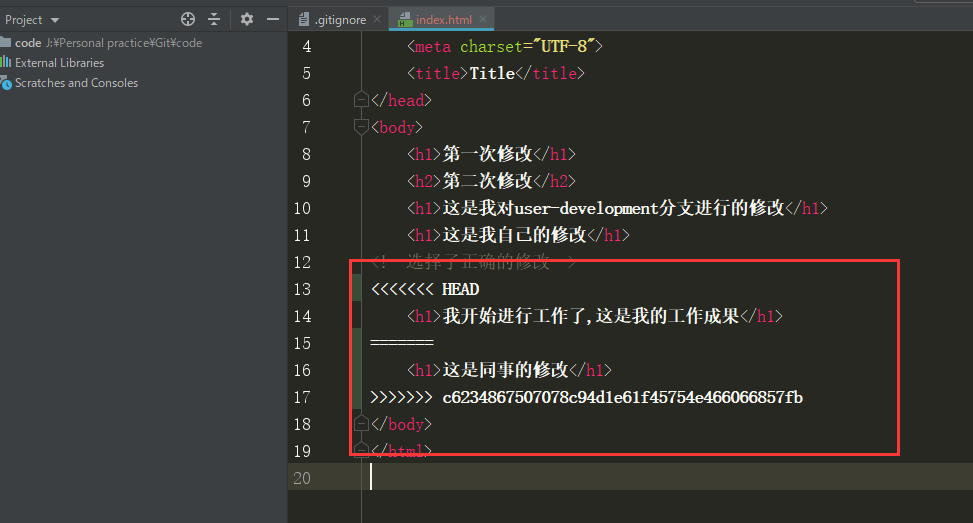 Project
.gitignore
index.html
code J:¥Personal practice¥Git¥code
External Libraries
Scratches and Consoles
4 <meta charset="UTF-8">
5 <title>Title</title>
6 </head>
7 <body>
8 <h1>第一次修改</h1>
9 <h2>第二次修改</h2>
10 <h1>这是我对user-development分支进行的修改</h1>
11 <h1>这是我自己的修改</h1>
12 <!-- 选择了正确的修改 -->
13 <<<<<<< HEAD
14 <h1>我开始进行工作了,这是我的工作成果</h1>
15 =======
16 <h1>这是同事的修改</h1>
17 >>>>>>> c6234867507078c94d1e61f45754e466066857fb
18 </body>
19 </html>
20